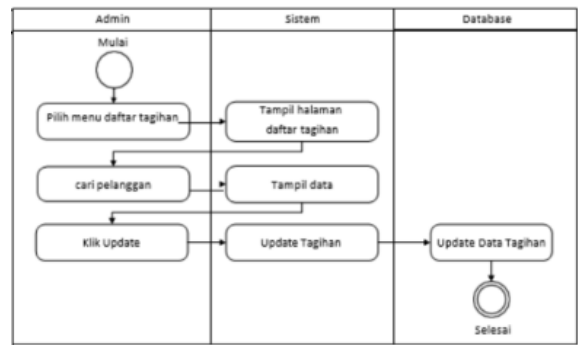 Admin
Sistem
Database
Mulai
Pilih menu daftar tagihan
Tampil halaman
daftar tagihan
cari pelanggan
Tampil data
Klik Update
Update Tagihan
Update Data Tagihan
Selesai